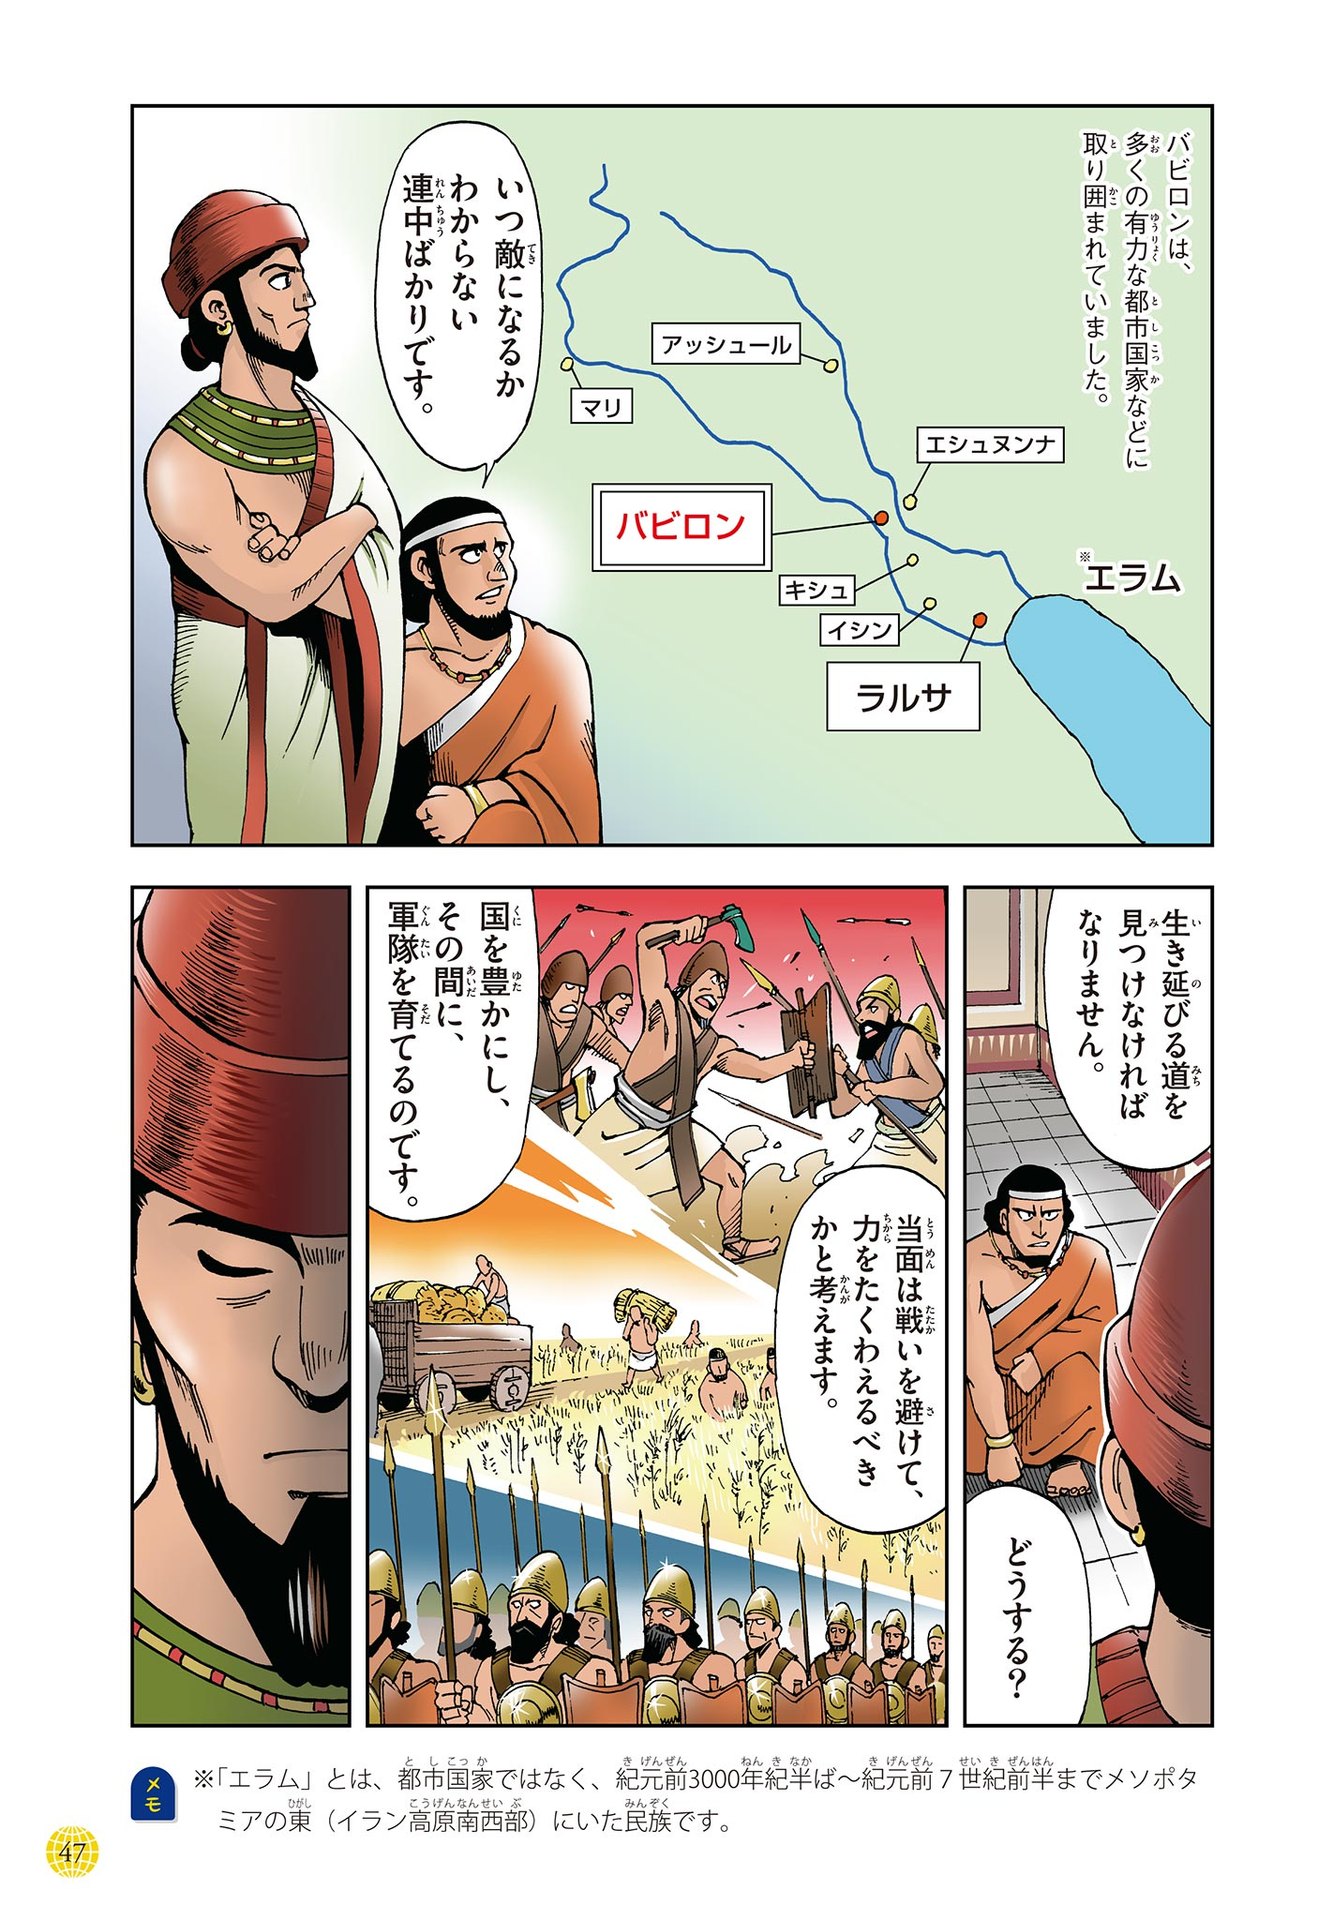 バビロンは、
多くの有力な都市国家などに
取り囲まれていました。
いつ敵になるか
わからない
連中ばかりです。
アッシュール
マリ
エシュヌンナ
バビロン
キシュ
イシン
ラルサ
※エラム
生き延びる道を
見つけなければ
なりません。
どうする?
当面は戦いを避けて、
力をたくわえるべき
かと考えます。
国を豊かにし、
その間に、
軍隊を育てるのです。
メモ
※「エラム」とは、都市国家ではなく、紀元前3000年紀半ば～紀元前7世紀前半までメソポタ
ミアの東（イラン高原南西部）にいた民族です。
47